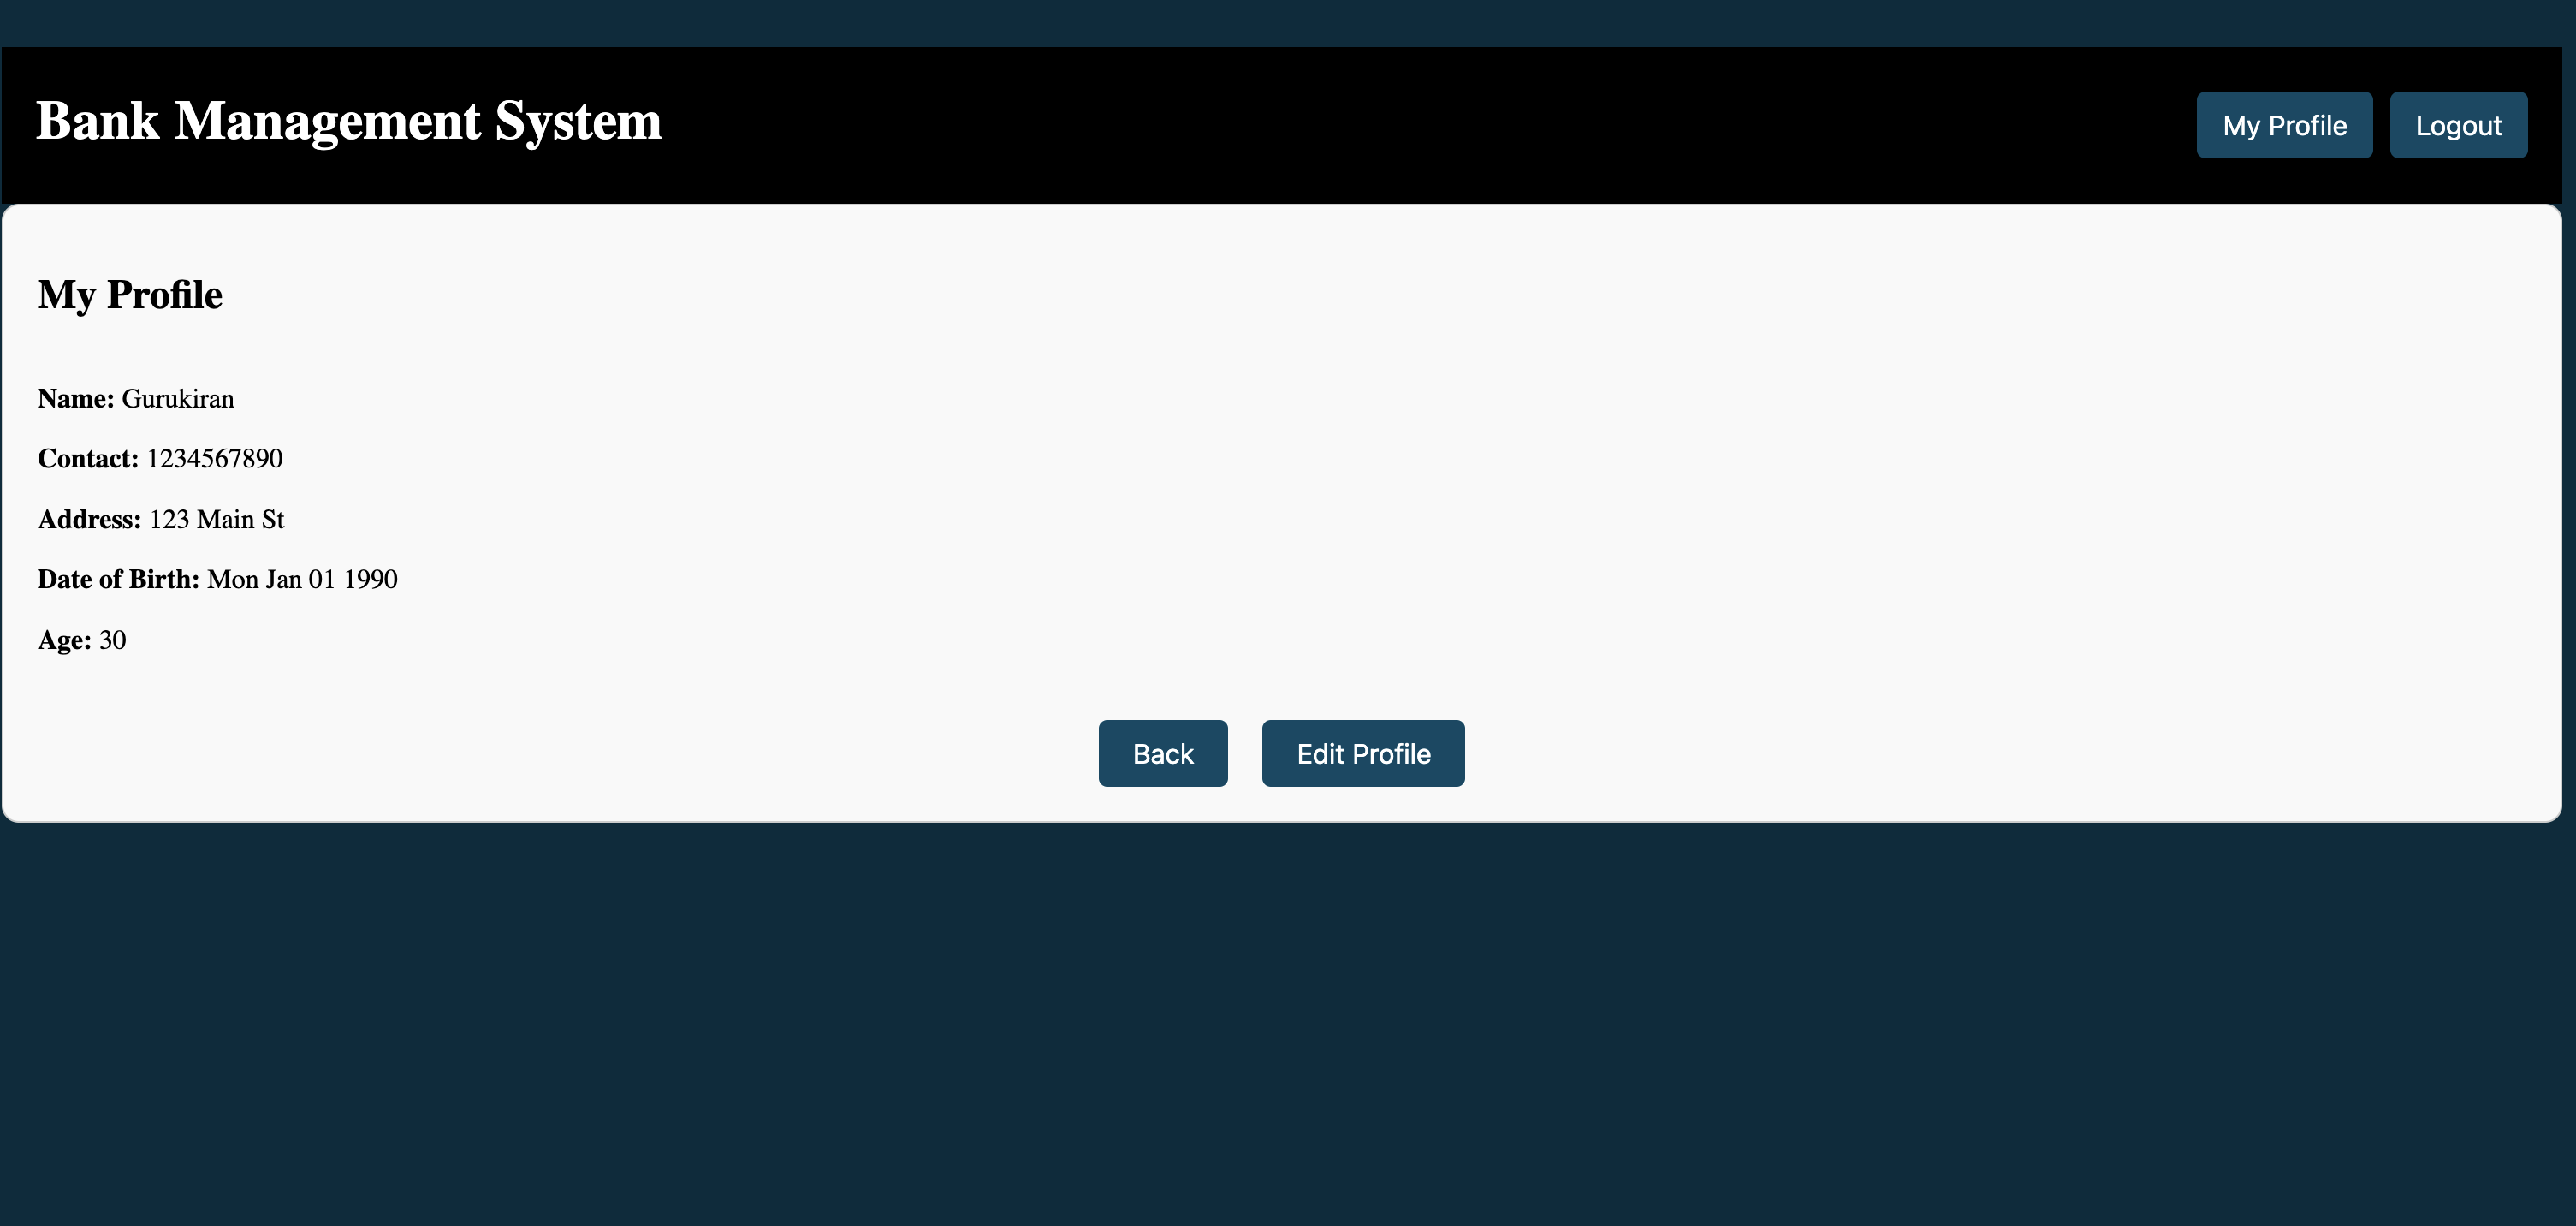 Bank Management System
My Profile
Logout
My Profile
Name: Gurukiran
Contact: 1234567890
Address: 123 Main St
Date of Birth: Mon Jan 01 1990
Age: 30
Back
Edit Profile